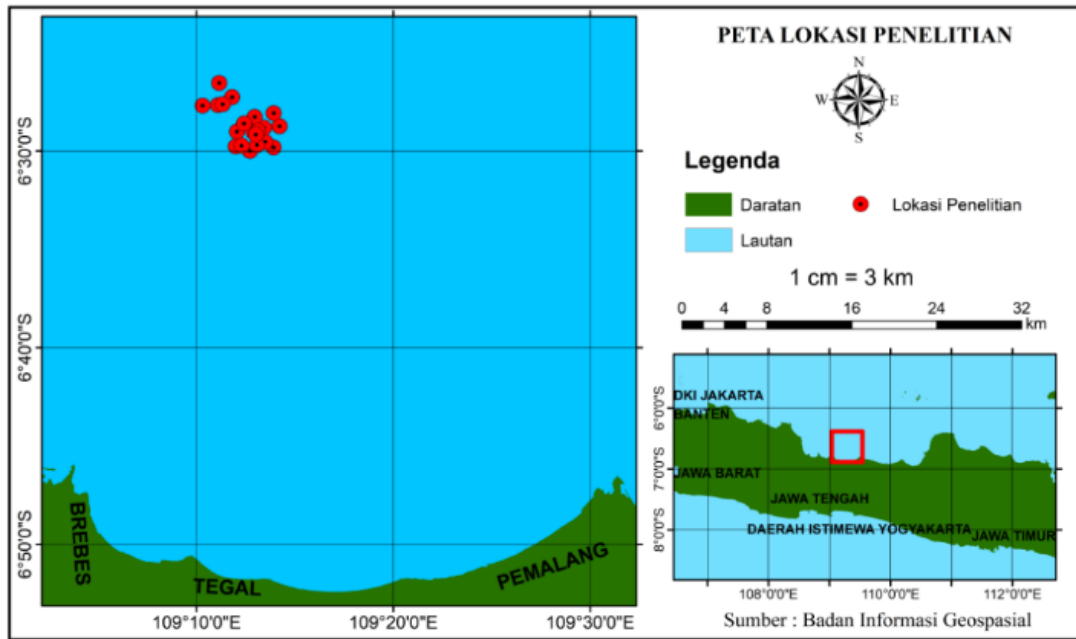 6°30'0"S
6°40'0"S
6°50'0"S
BREBES
TEGAL
PEMALANG
109°10'0"E
109°20'0"E
109°30'0"E
PETA LOKASI PENELITIAN
N
W E
S
Legenda
Daratan
Lokasi Penelitian
Lautan
1 cm = 3 km
0 4 8 16 24 32
km
DKI JAKARTA
BANTEN
JAWA BARAT
JAWA TENGAH
DAERAH ISTIMEWA YOGYAKARTA
JAWA TIMUR
6°0'0"S
7°0'0"S
8°0'0"S
108°0'0"E
110°0'0"E
112°0'0"E
Sumber : Badan Informasi Geospasial